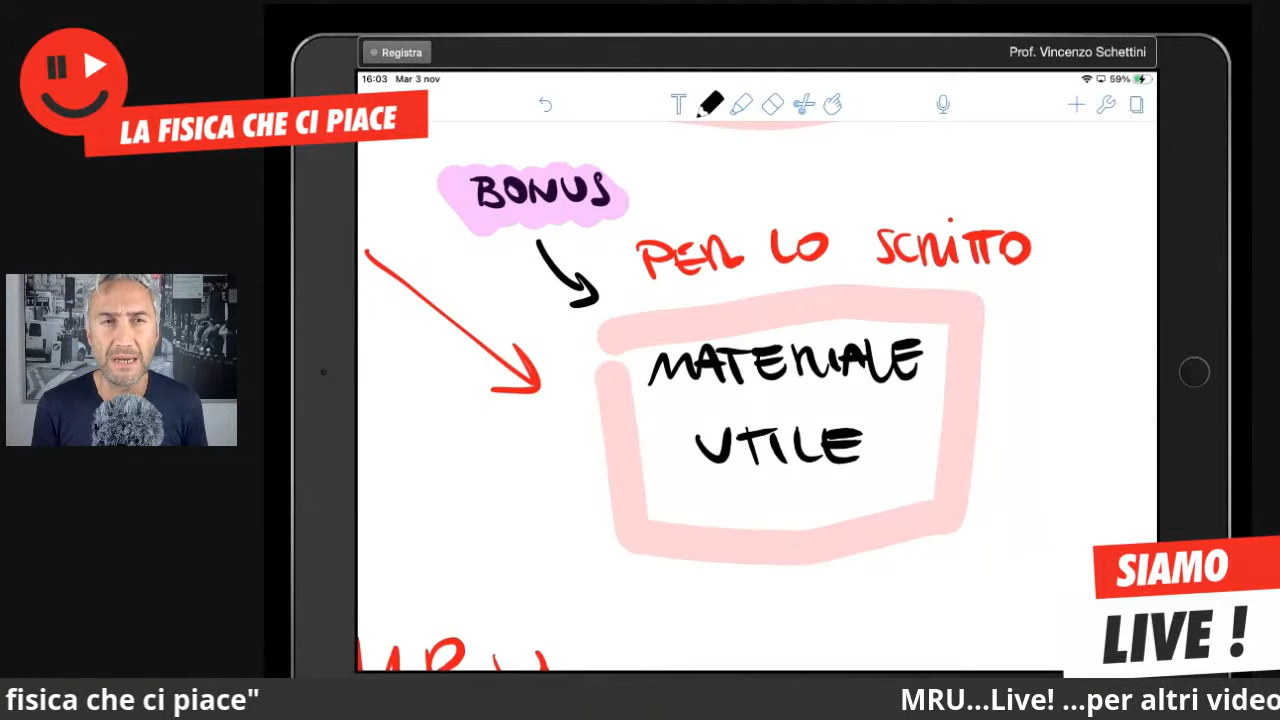 Registra
Prof. Vincenzo Schettini
16:03 Mar 3 nov
59%
LA FISICA CHE CI PIACE
BONUS
PER LO SCRITTO
MATERIALE
UTILE
SIAMO
LIVE !
MRU
fisica che ci piace" MRU...Live! ...per altri video